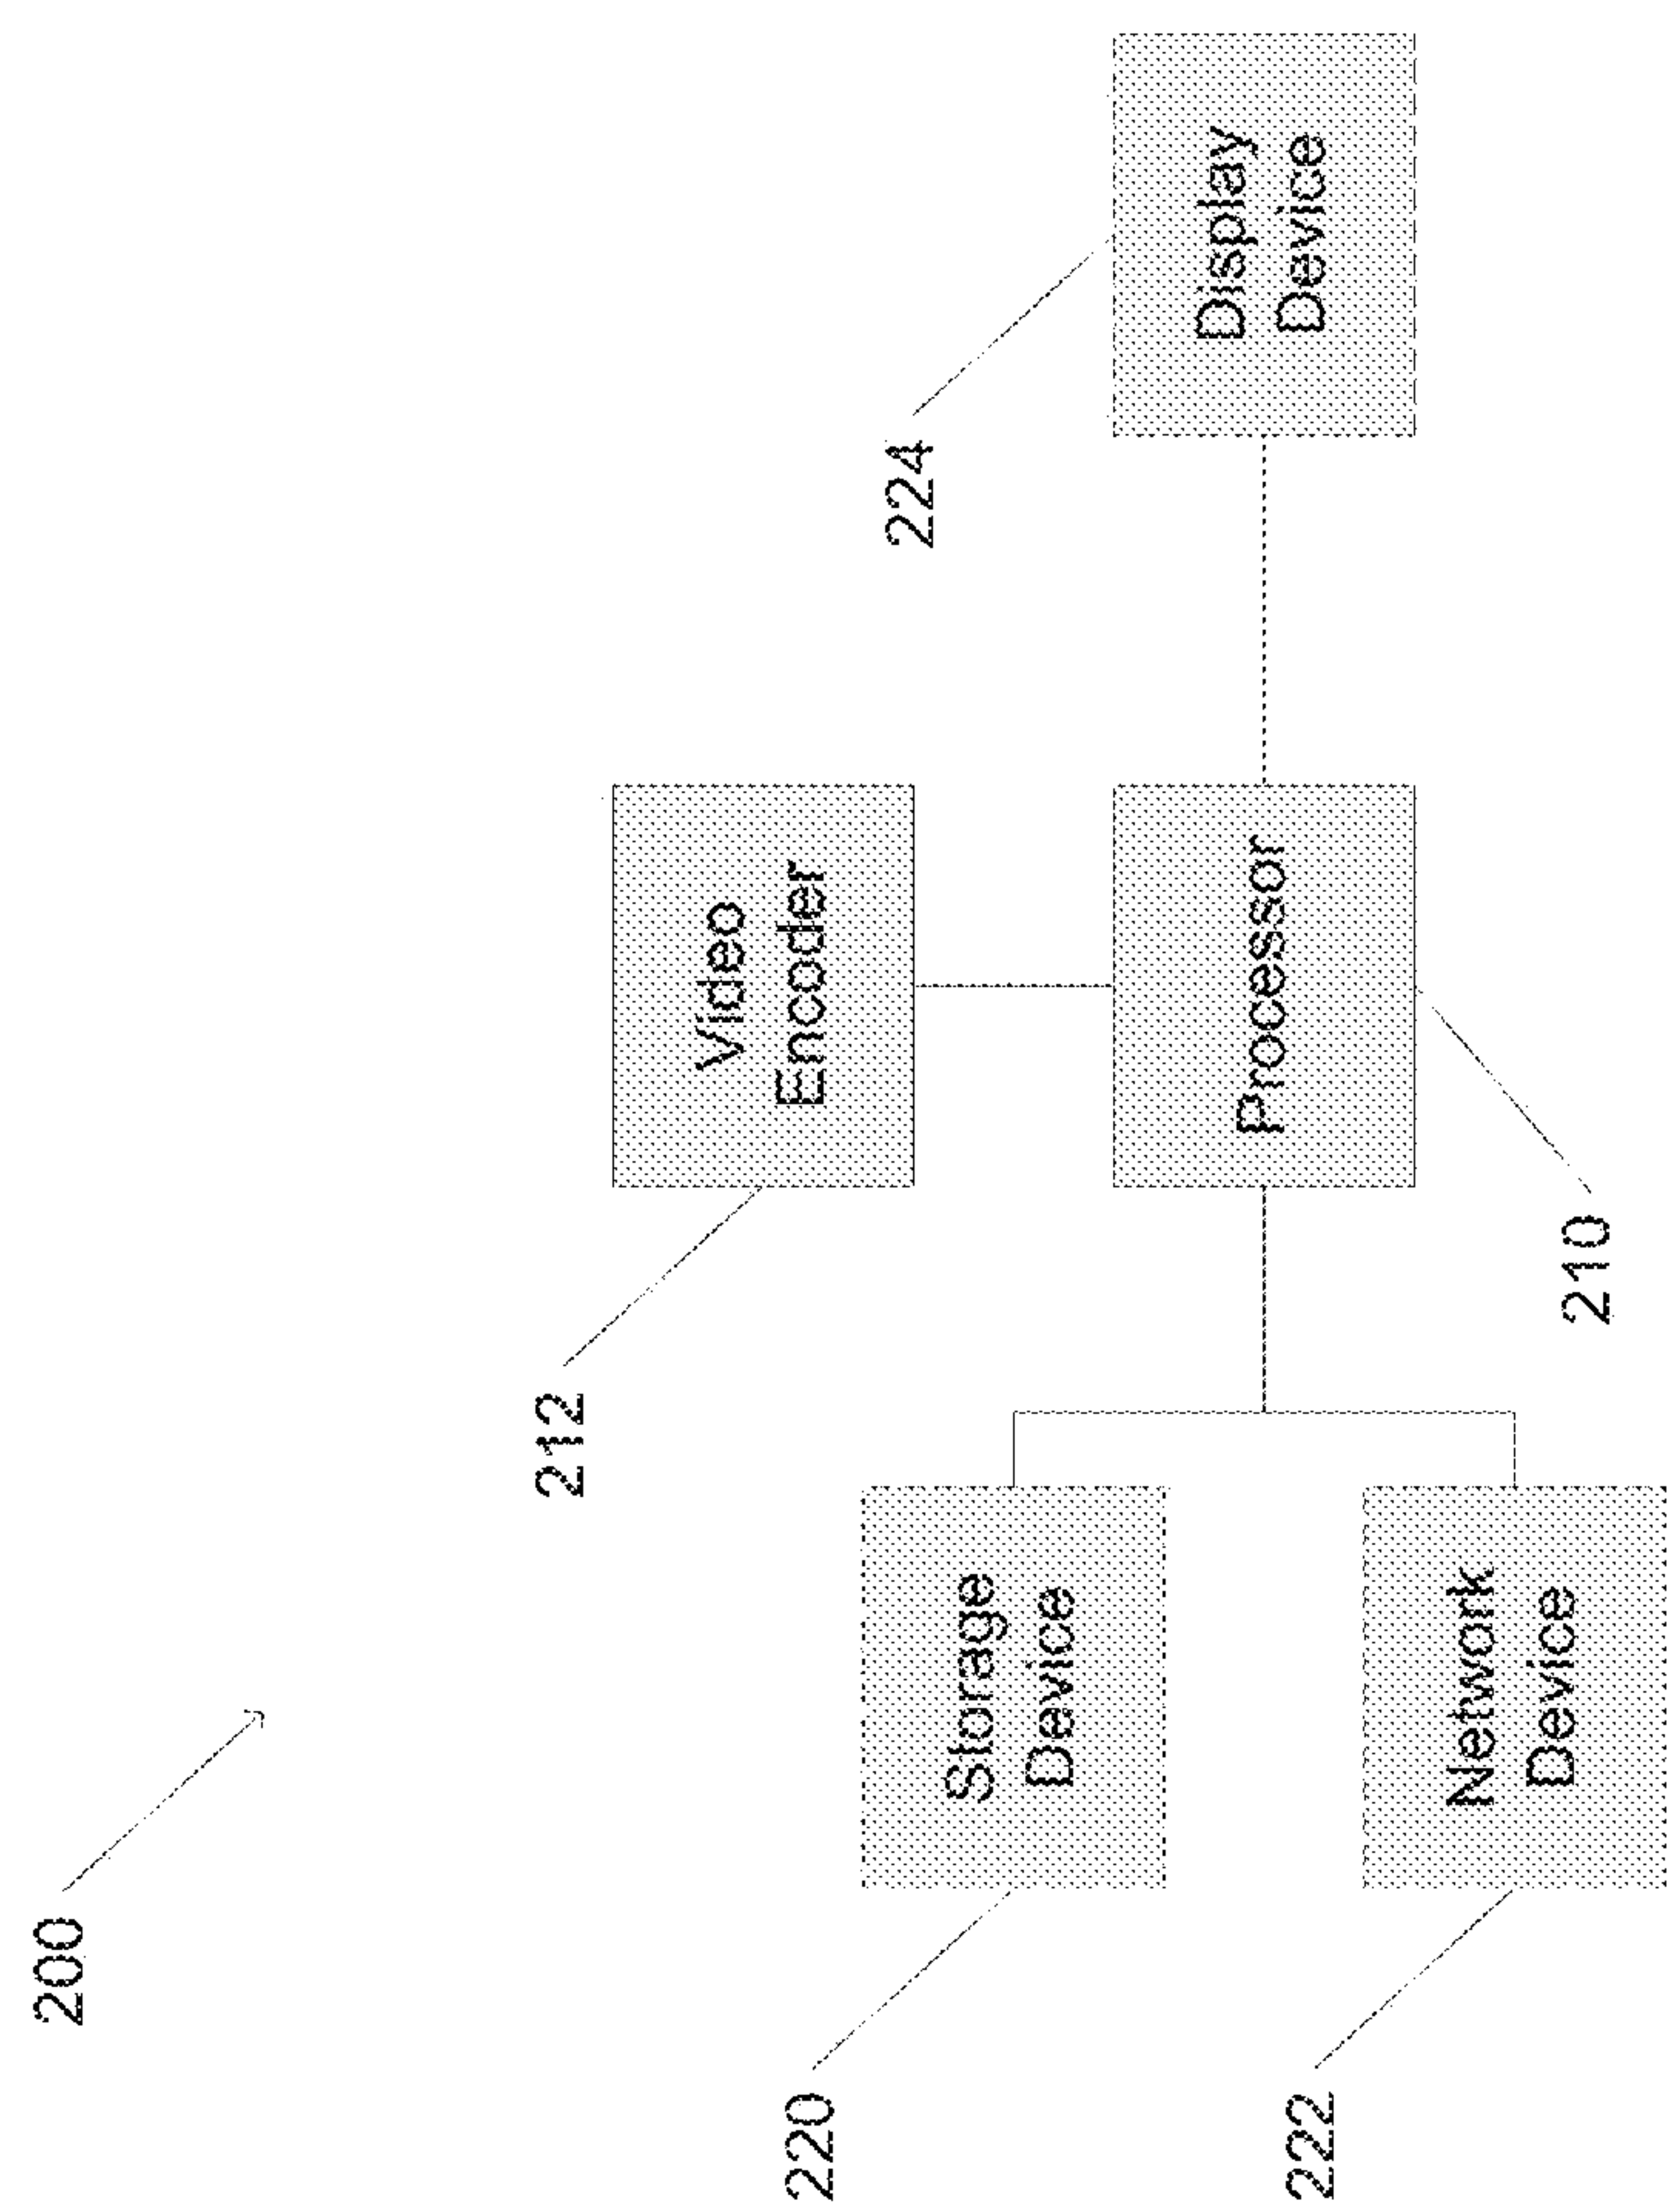 200
212
Video
Encoder
224
220
Storage
Device
Processor
Display
Device
222
Network
Device
210